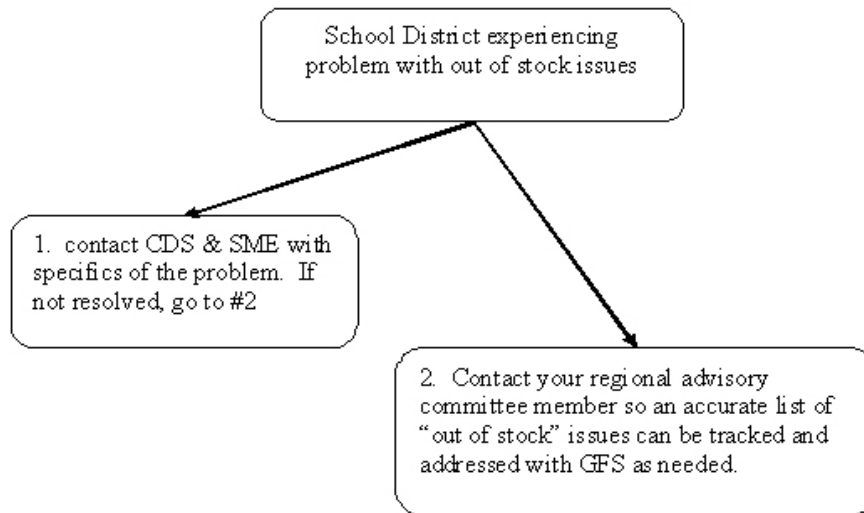 School District experiencing
problem with out of stock issues
1. contact CDS & SME with
specifics of the problem. If
not resolved, go to #2
2. Contact your regional advisory
committee member so an accurate list of
“out of stock” issues can be tracked and
addressed with GFS as needed.